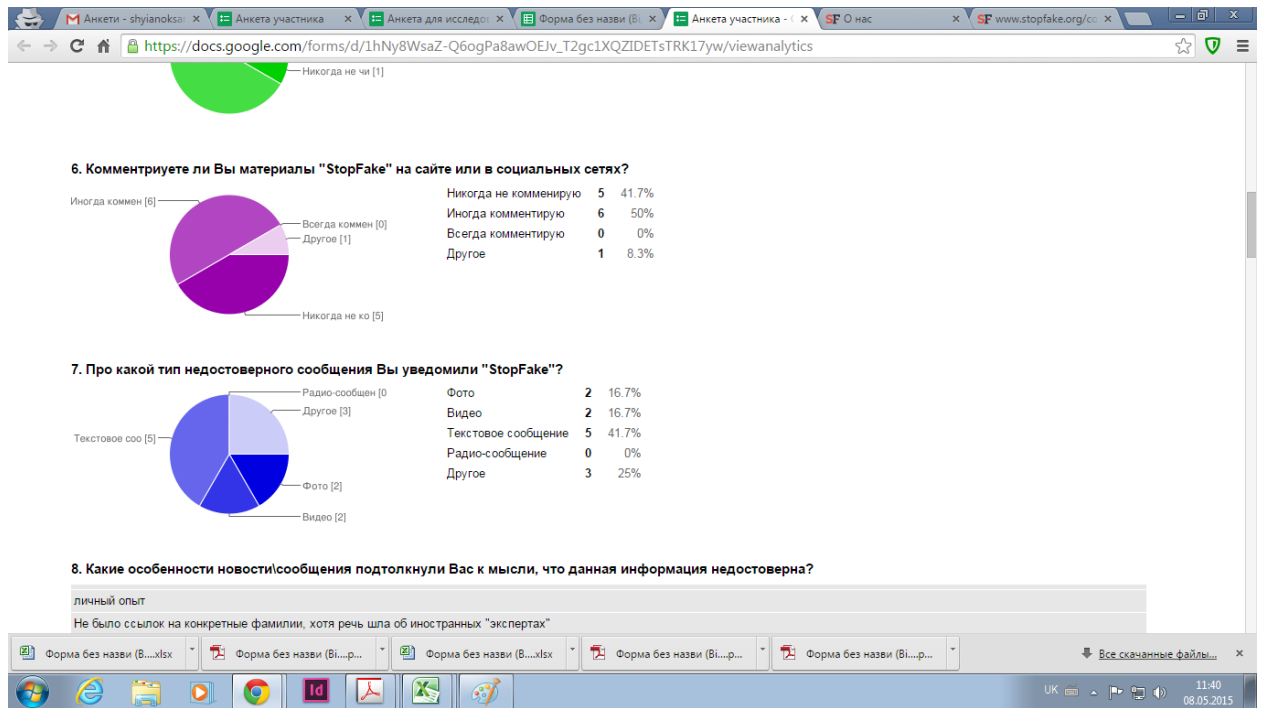 Анкети - shyianoksa
Анкета участника
Анкета для исследо
Форма без назви (Ві
Анкета участника - (
SF О нас
SF www.stopfake.org/co
https://docs.google.com/forms/d/1hNy8WsaZ-Q6ogPa8awOEJv_T2gc1XQZIDETsTRK17yw/viewanalytics
Никогда не чи [1]
6. Комментриуете ли Вы материалы "StopFake" на сайте или в социальных сетях?
Иногда коммен [6]
Всегда коммен [0]
Другое [1]
Никогда не ко [5]
Никогда не комменирую 5 41.7%
Иногда комментирую 6 50%
Всегда комментирую 0 0%
Другое 1 8.3%
7. Про какой тип недостоверного сообщения Вы уведомили "StopFake"?
Радио-сообщен [0
Другое [3]
Текстовое соо [5]
Фото [2]
Видео [2]
Фото 2 16.7%
Видео 2 16.7%
Текстовое сообщение 5 41.7%
Радио-сообщение 0 0%
Другое 3 25%
8. Какие особенности новости\сообщения подтолкнули Вас к мысли, что данная информация недостоверна?
личный опыт
Не было ссылок на конкретные фамилии, хотя речь шла об иностранных "экспертах"
Форма без назви (В....xlsx
Форма без назви (Ві....р...
Форма без назви (В....xlsx
Форма без назви (Ві....р...
Форма без назви (Ві....р...
Все скачанные файлы...
Id
UK
11:40
08.05.2015